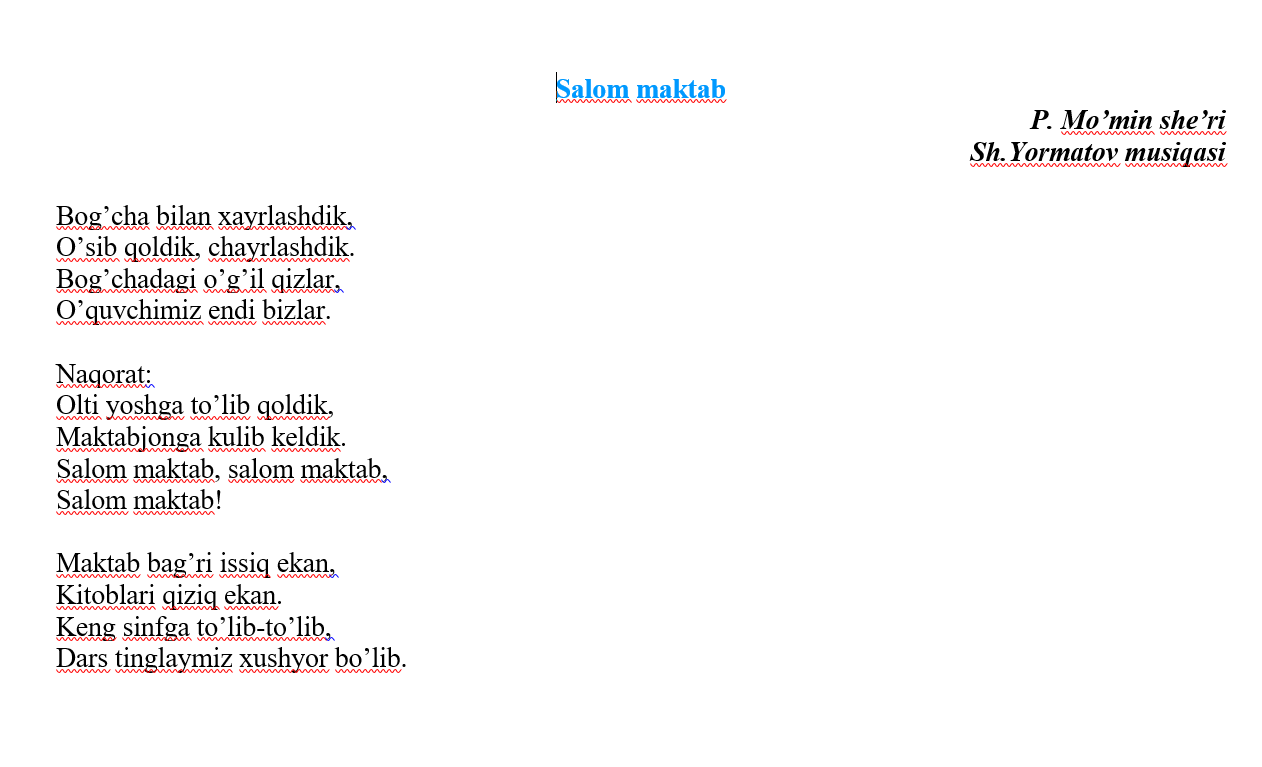 Salom maktab
P. Mo’min she’ri
Sh.Yormatov musiqasi
Bog’cha bilan xayrlashdik,
O’sib qoldik, chayrlashdik.
Bog’chadagi o’g’il qizlar,
O’quvchimiz endi bizlar.
Naqorat:
Olti yoshga to’lib qoldik,
Maktabjonga kulib keldik.
Salom maktab, salom maktab,
Salom maktab!
Maktab bag’ri issiq ekan,
Kitoblari qiziq ekan.
Keng sinfga to’lib-to’lib,
Dars tinglaymiz xushyor bo’lib.